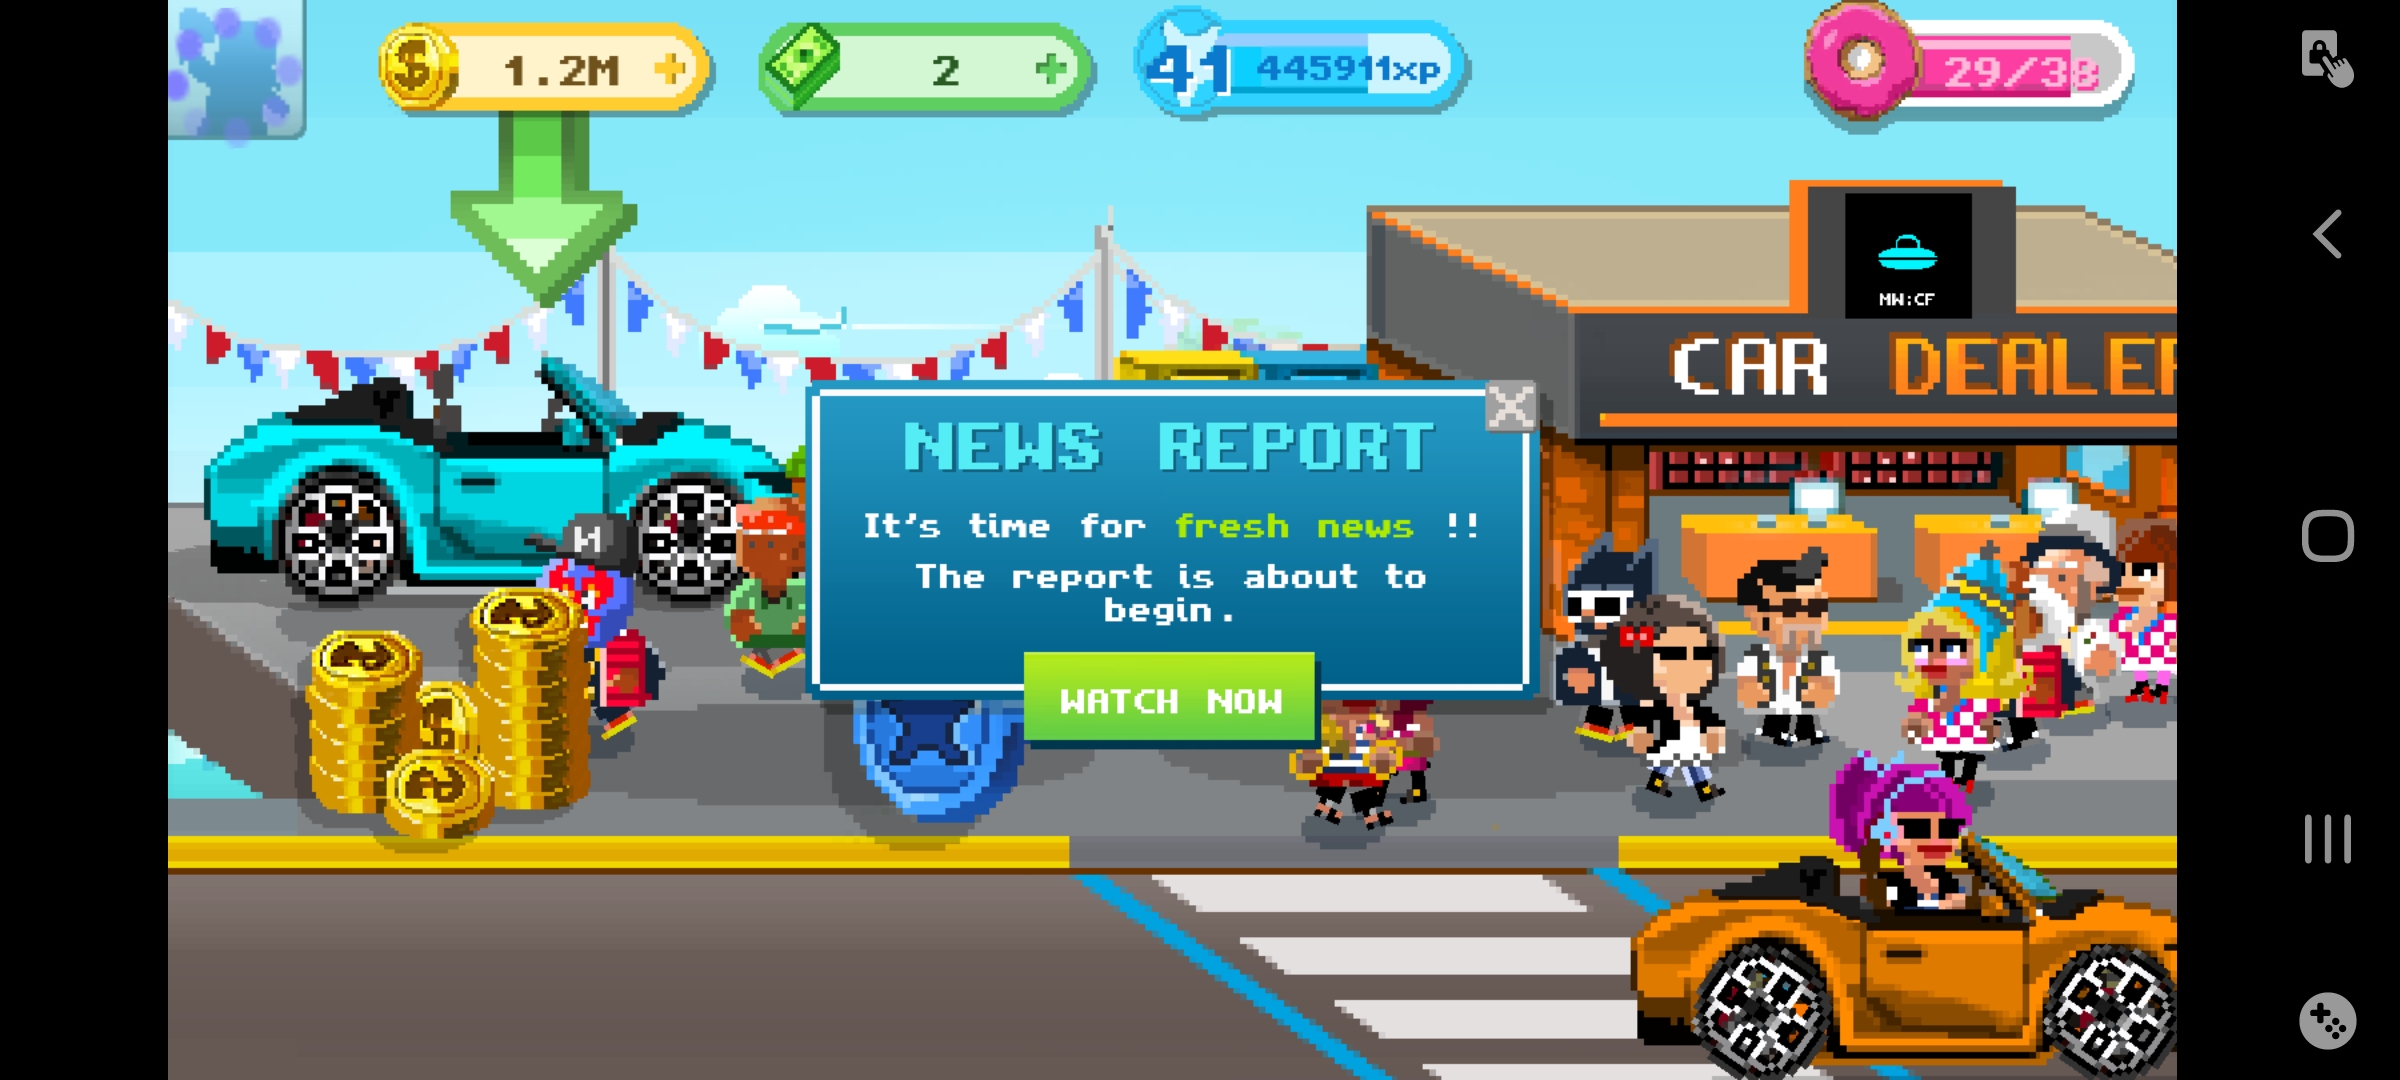 1.2M +
2 +
41 445911xp
29/38
MW:CF
CAR DEALER
NEWS REPORT
It's time for fresh news !!
The report is about to
begin.
WATCH NOW